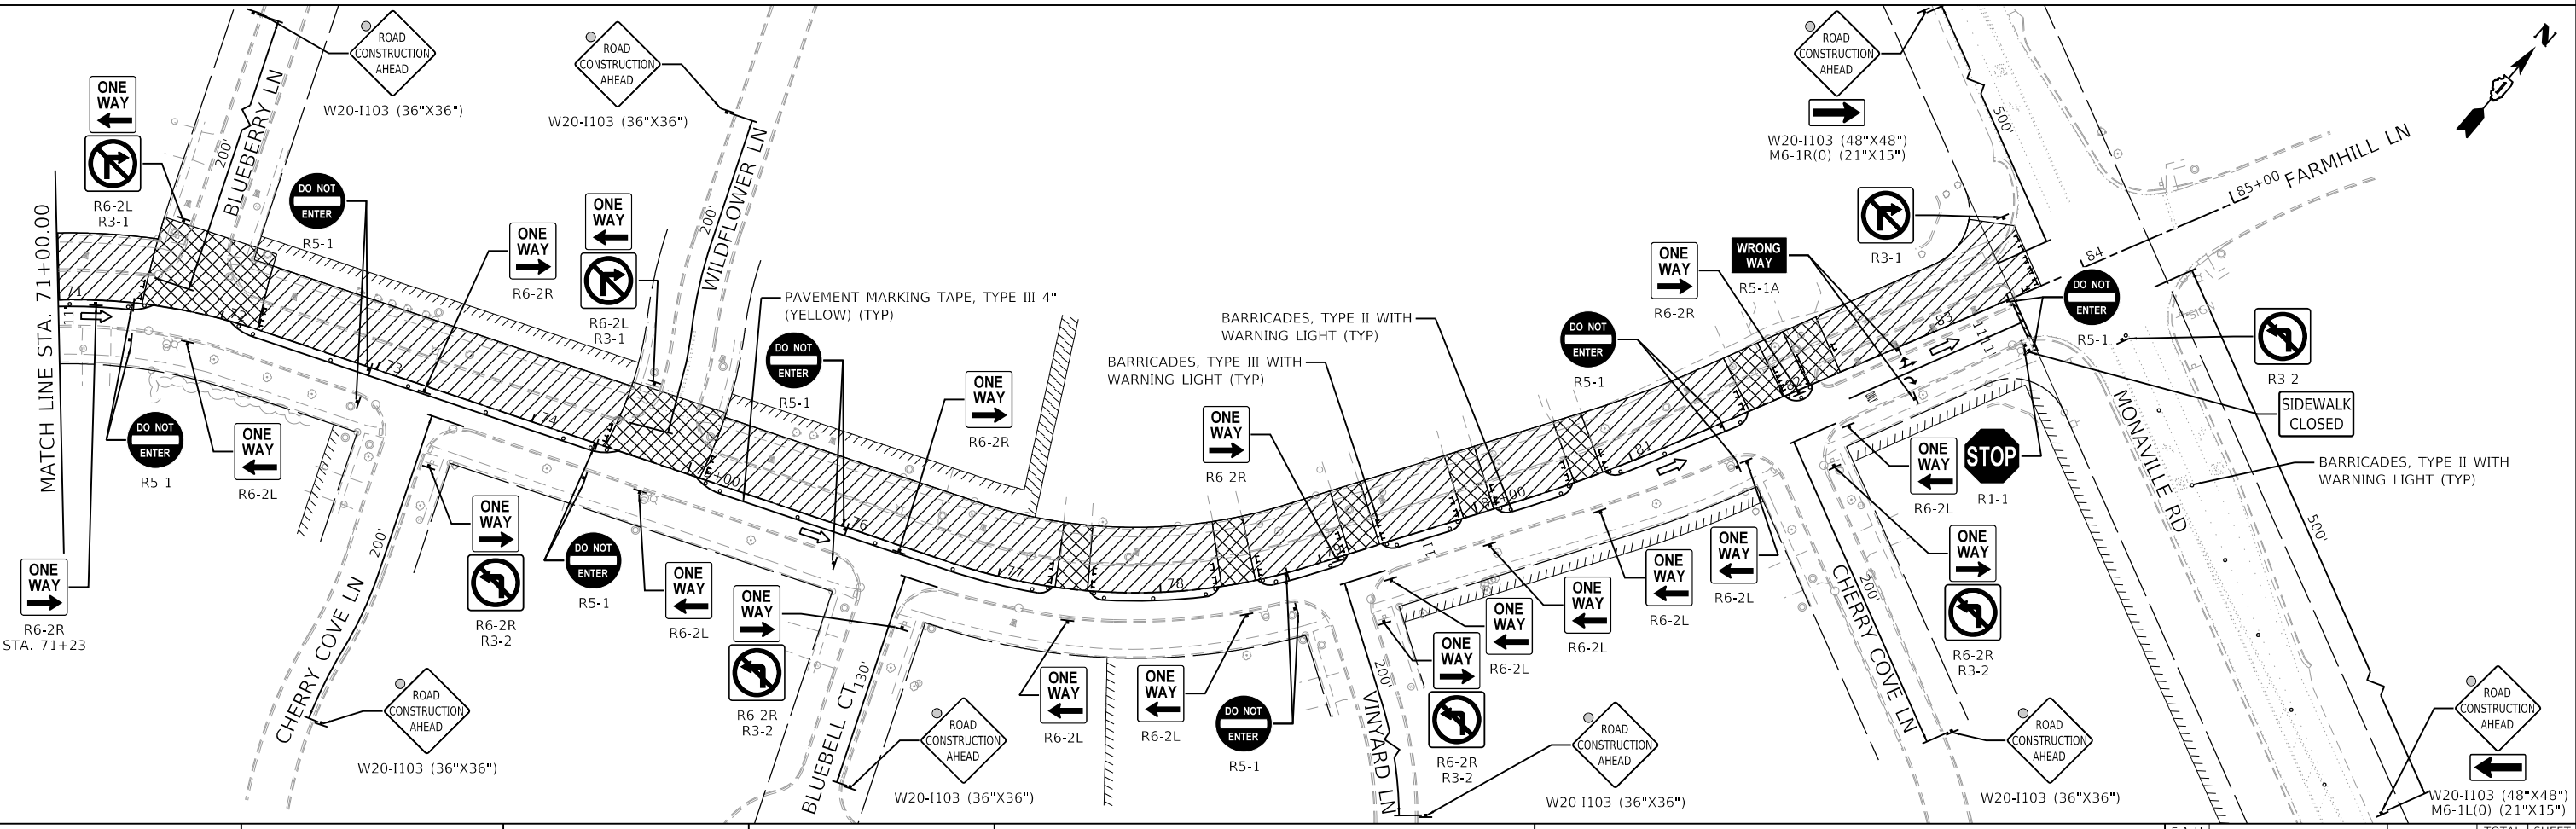 ROAD
CONSTRUCTION
AHEAD
W20-I103 (36"X36")
ROAD
CONSTRUCTION
AHEAD
W20-I103 (36"X36")
ROAD
CONSTRUCTION
AHEAD
W20-I103 (48"X48")
M6-1R(0) (21"X15")
N
ONE
WAY
R6-2L
R3-1
200'
BLUEBERRY LN
DO NOT
ENTER
R5-1
ONE
WAY
R6-2R
ONE
WAY
R6-2L
R3-1
200'
WILDFLOWER LN
500'
85+00
FARMHILL LN
84
MATCH LINE STA. 71+00.00
71
11'
73
74
PAVEMENT MARKING TAPE, TYPE III 4"
(YELLOW) (TYP)
DO NOT
ENTER
R5-1
ONE
WAY
R6-2R
BARRICADES, TYPE II WITH
WARNING LIGHT (TYP)
BARRICADES, TYPE III WITH
WARNING LIGHT (TYP)
ONE
WAY
R6-2R
DO NOT
ENTER
R5-1
ONE
WAY
R6-2R
WRONG
WAY
R5-1A
R3-1
DO NOT
ENTER
R5-1
SIGN
R3-2
SIDEWALK
CLOSED
BARRICADES, TYPE II WITH
WARNING LIGHT (TYP)
83
11'
81
76
77
78
11'
DO NOT
ENTER
R5-1
ONE
WAY
R6-2L
ONE
WAY
R6-2R
STA. 71+23
CHERRY COVE LN
200'
ONE
WAY
R6-2R
R3-2
DO NOT
ENTER
R5-1
ONE
WAY
R6-2L
ONE
WAY
R6-2R
R3-2
BLUEBELL CT
130'
ROAD
CONSTRUCTION
AHEAD
W20-I103 (36"X36")
ROAD
CONSTRUCTION
AHEAD
W20-I103 (36"X36")
ONE
WAY
R6-2L
ONE
WAY
R6-2L
DO NOT
ENTER
R5-1
200'
VINYARD LN
ONE
WAY
R6-2R
R3-2
ONE
WAY
R6-2L
ONE
WAY
R6-2L
ONE
WAY
R6-2L
ONE
WAY
R6-2L
ROAD
CONSTRUCTION
AHEAD
W20-I103 (36"X36")
200'
CHERRY COVE LN
ONE
WAY
R6-2L
STOP
R1-1
ONE
WAY
R6-2R
R3-2
ROAD
CONSTRUCTION
AHEAD
W20-I103 (36"X36")
MONAVILLE RD
500'
ROAD
CONSTRUCTION
AHEAD
W20-I103 (48"X48")
M6-1L(0) (21"X15")
TOTAL
SHEET